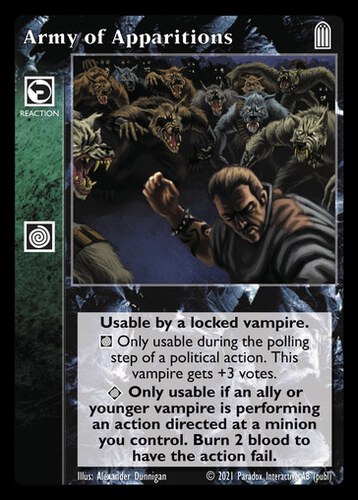 Army of Apparitions
REACTION
Usable by a locked vampire.
Only usable during the polling
step of a political action. This
vampire gets +3 votes.
Only usable if an ally or
younger vampire is performing
an action directed at a minion
you control. Burn 2 blood to
have the action fail.
Illus: Alexander Dunnigan © 2021 Paradox Interactive AB (publ)